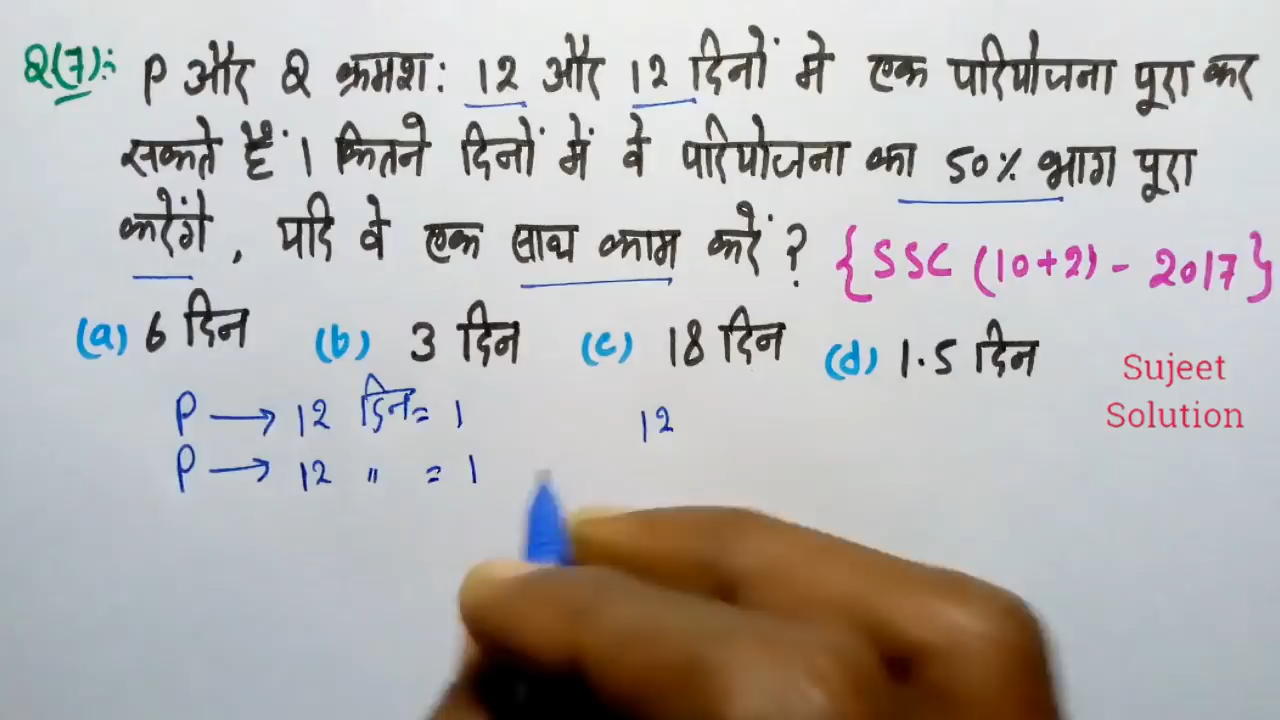 Q(7):- P और Q क्रमश: 12 और 12 दिनों मे एक परियोजना पूरा कर
सकते हैं। कितने दिनों में वे परियोजना का 50% भाग पूरा
करेंगे, यदि वे एक साथ काम करें? {SSC (10+2) - 2017}
(a) 6 दिन (b) 3 दिन (c) 18 दिन (d) 1.5 दिन
Sujeet
Solution
P → 12 दिन = 1 12
P → 12 " = 1